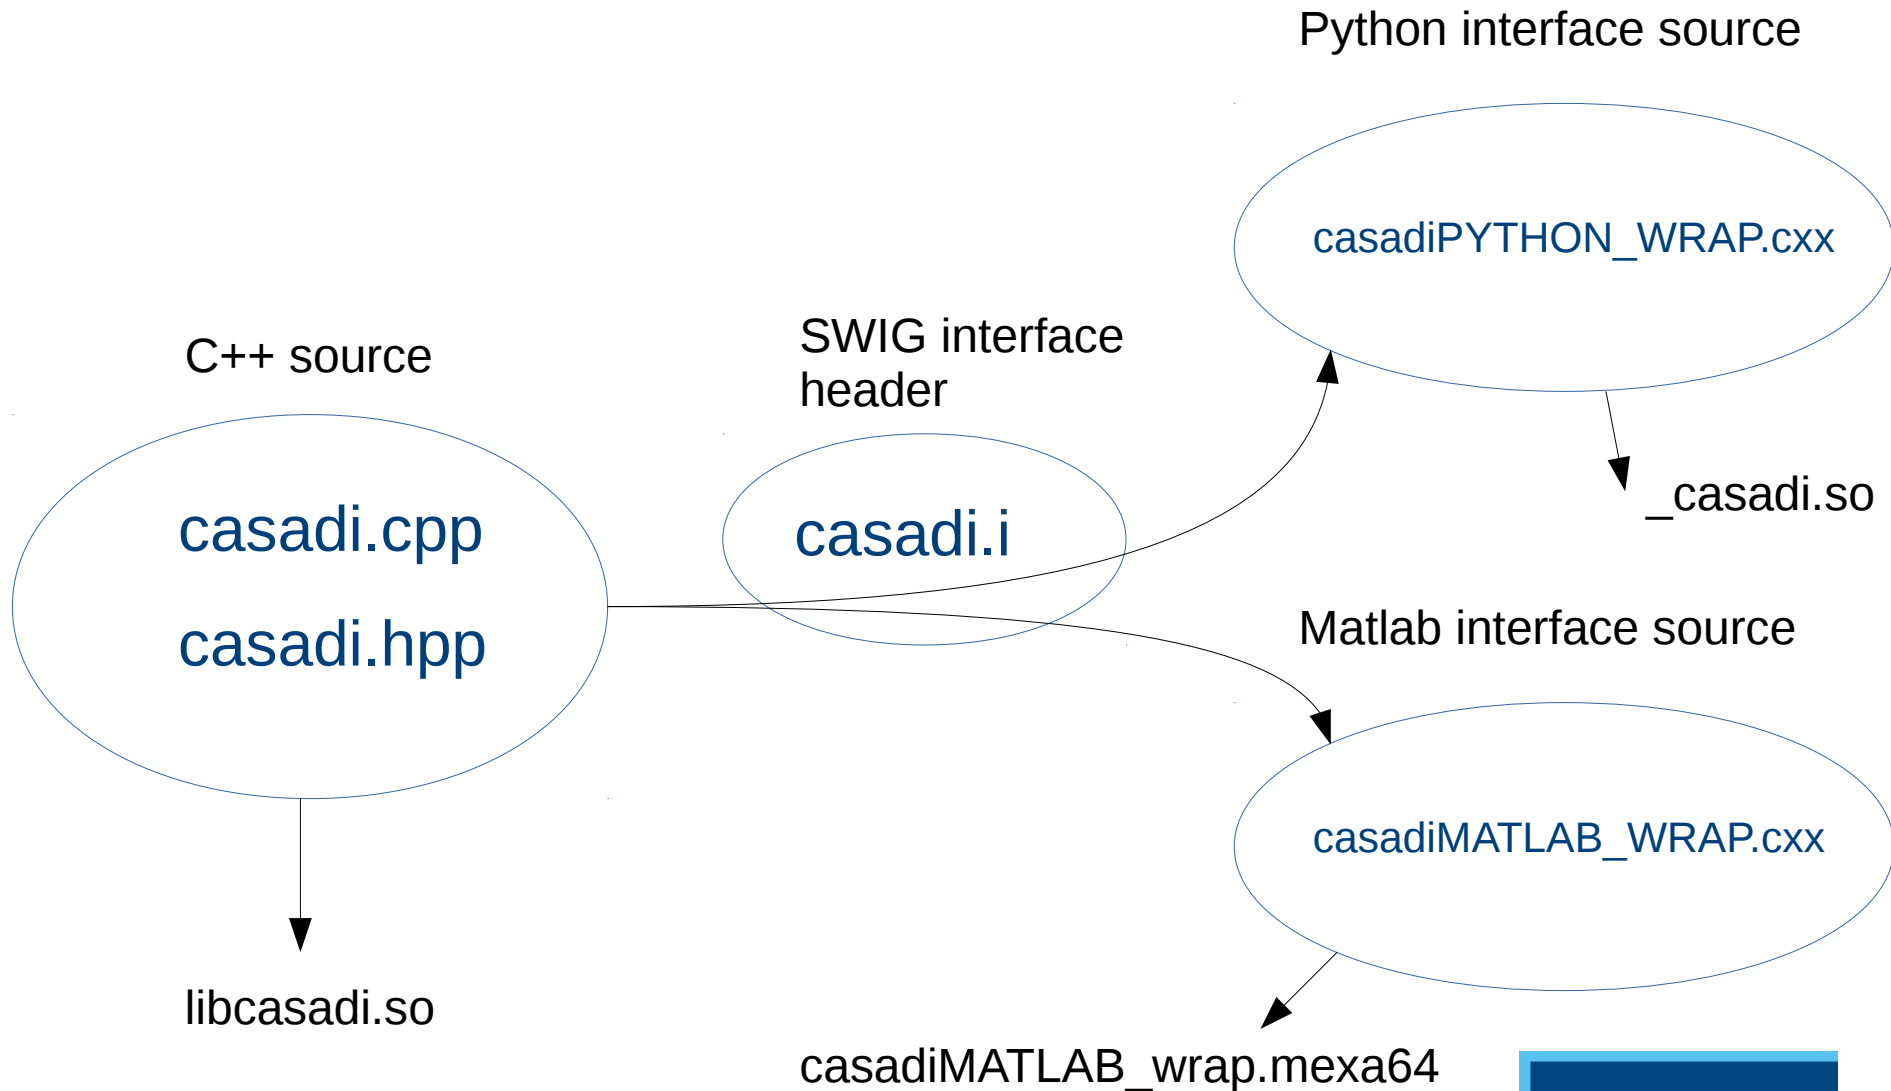 Python interface source
casadiPYTHON_WRAP.cxx
SWIG interface
header
C++ source
casadi.cpp
casadi.hpp
casadi.i
_casadi.so
Matlab interface source
casadiMATLAB_WRAP.cxx
libcasadi.so
casadiMATLAB_wrap.mexa64